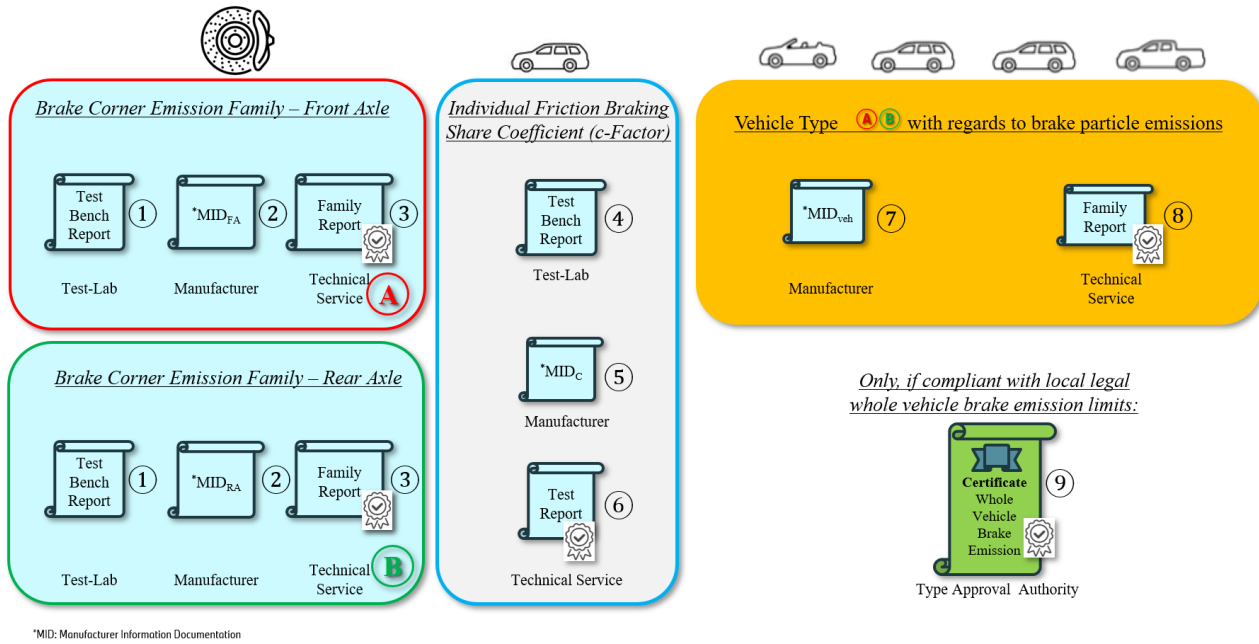 Brake Corner Emission Family – Front Axle
Test
Bench
Report
1
*MIDFA
2
Family
Report
3
Test-Lab
Manufacturer
Technical
Service
A
Brake Corner Emission Family – Rear Axle
Test
Bench
Report
1
*MIDRA
2
Family
Report
3
Test-Lab
Manufacturer
Technical
Service
B
Individual Friction Braking
Share Coefficient (c-Factor)
Test
Bench
Report
4
Test-Lab
*MIDC
5
Manufacturer
Test
Report
6
Technical Service
Vehicle Type A B with regards to brake particle emissions
*MIDveh
7
Manufacturer
Family
Report
8
Technical
Service
Only, if compliant with local legal
whole vehicle brake emission limits:
Certificate
Whole
Vehicle
Brake
Emission
9
Type Approval Authority
*MID: Manufacturer Information Documentation